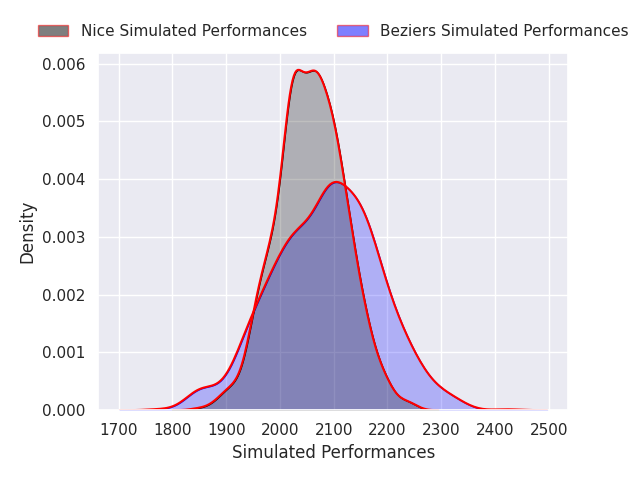 Nice Simulated Performances Beziers Simulated Performances
0.006
0.005
0.004
0.003
0.002
0.001
0.000
Density
1700 1800 1900 2000 2100 2200 2300 2400 2500
Simulated Performances